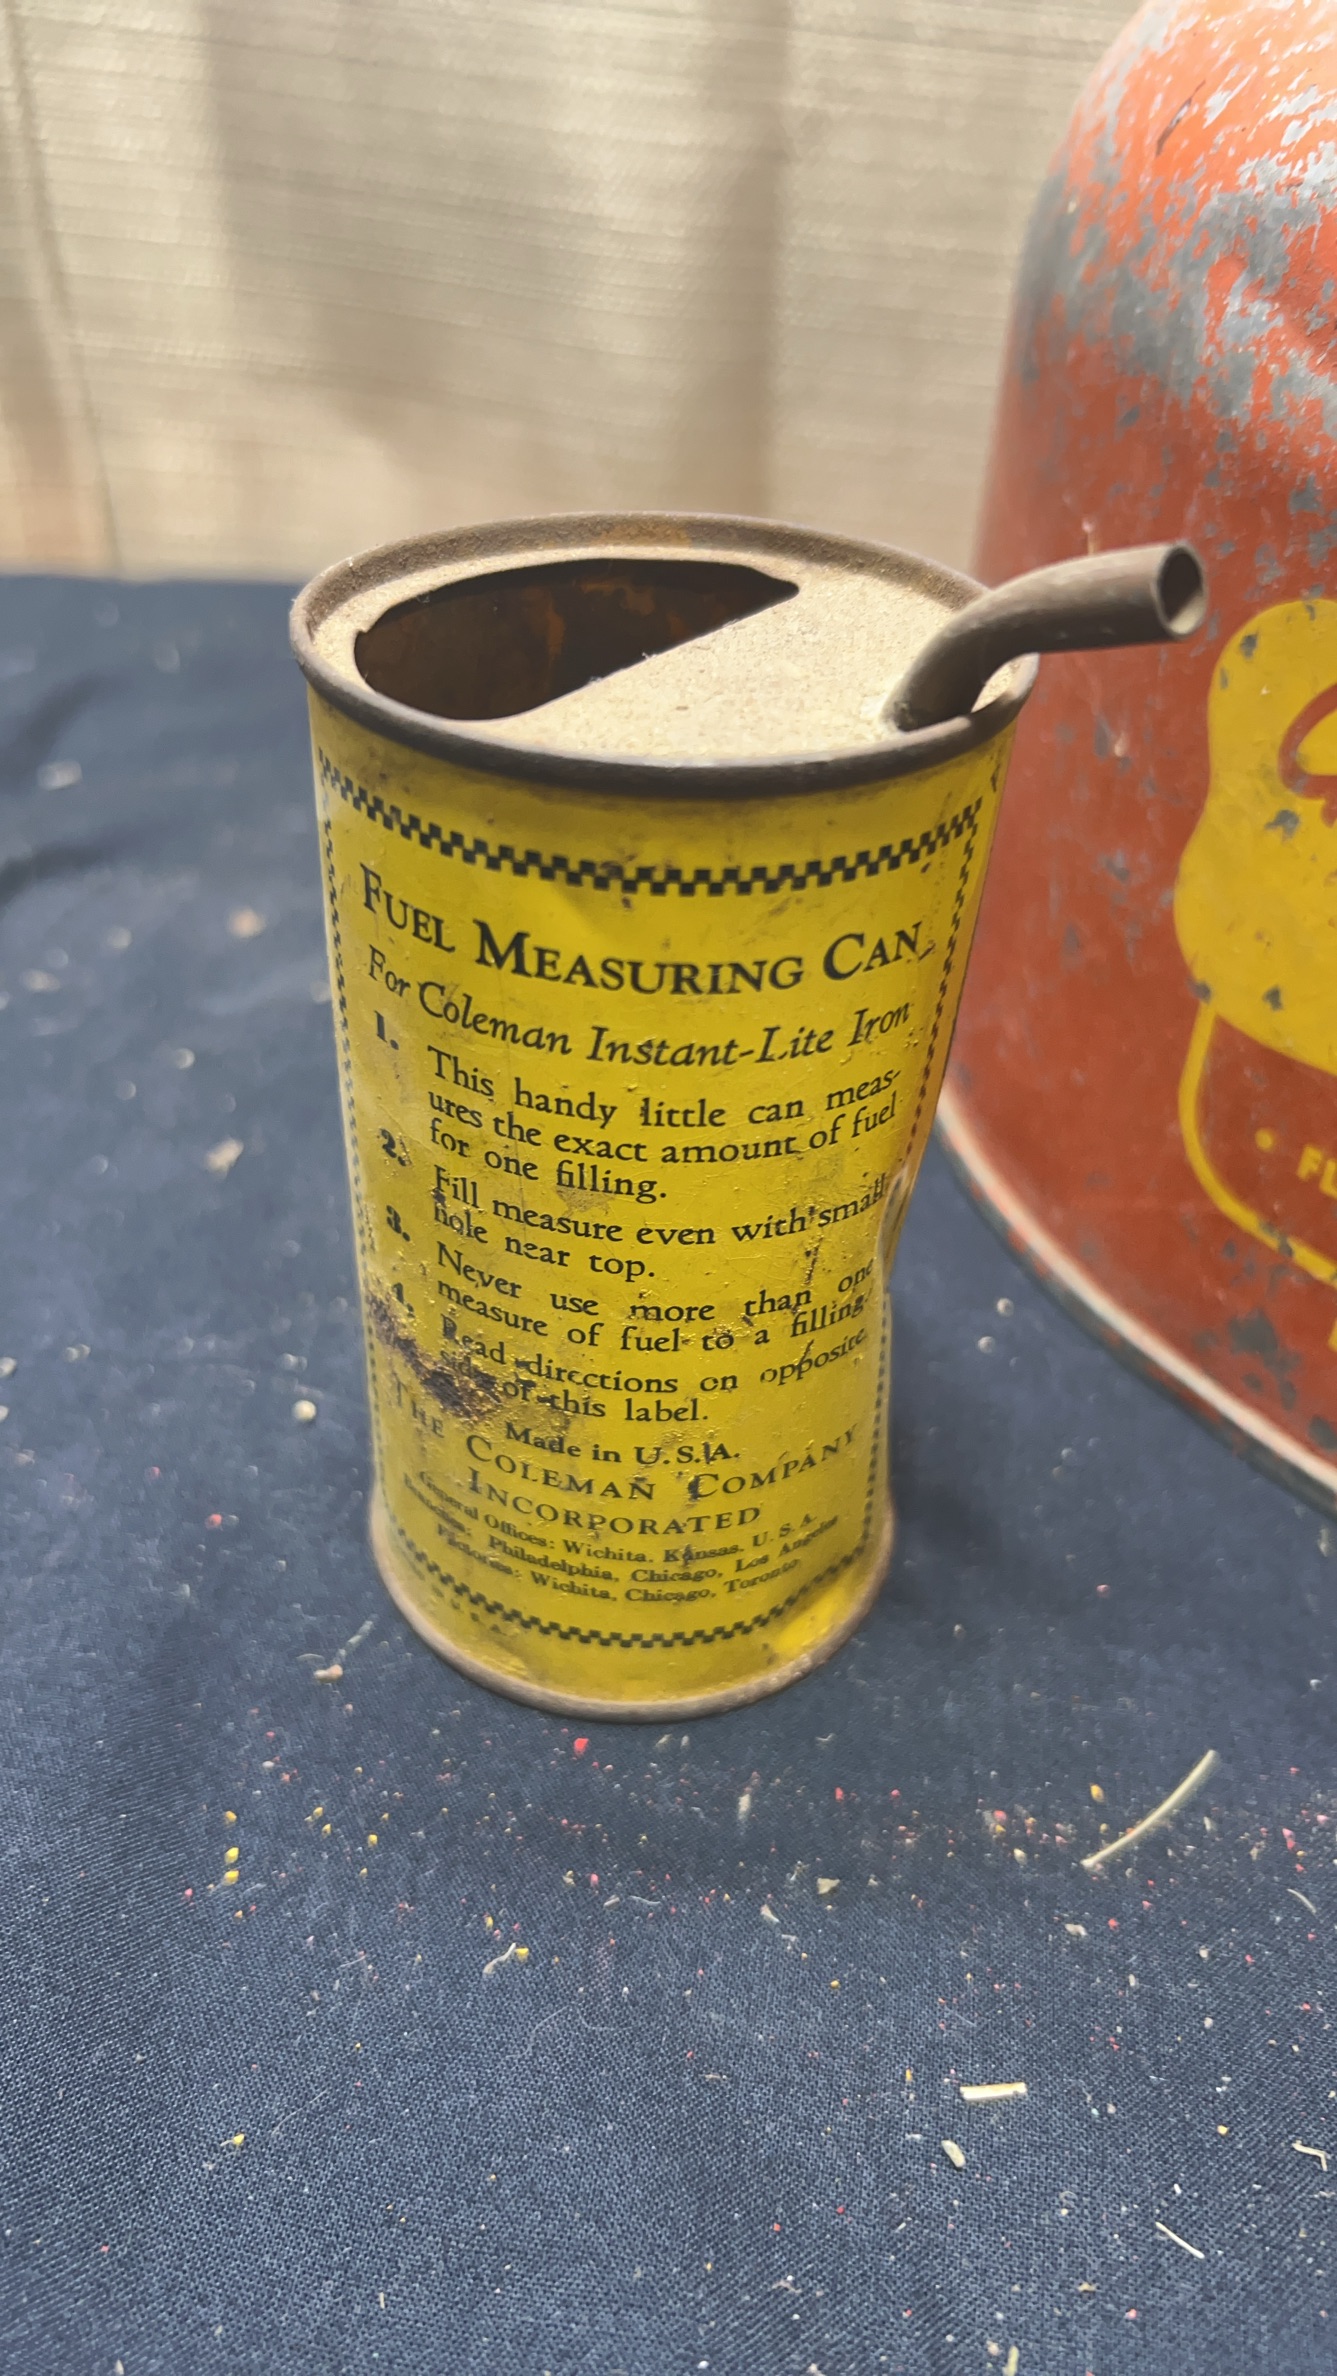 FUEL MEASURING CAN
For Coleman Instant-Lite Iron
1. This handy little can meas-
ures the exact amount of fuel
for one filling.
2. Fill measure even with small
hole near top.
3. Never use more than one
measure of fuel to a filling.
4. Read directions on opposite
side of this label.
Made in U.S.A.
THE COLEMAN COMPANY
INCORPORATED
General Offices: Wichita, Kansas, U.S.A.
Branches: Philadelphia, Chicago, Los Angeles
Factories: Wichita, Chicago, Toronto